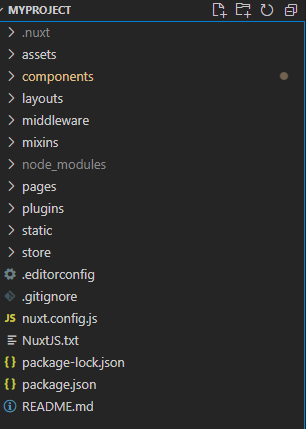 MYPROJECT
.nuxt
assets
components
layouts
middleware
mixins
node_modules
pages
plugins
static
store
.editorconfig
.gitignore
JS nuxt.config.js
NuxtJS.txt
{} package-lock.json
{} package.json
README.md